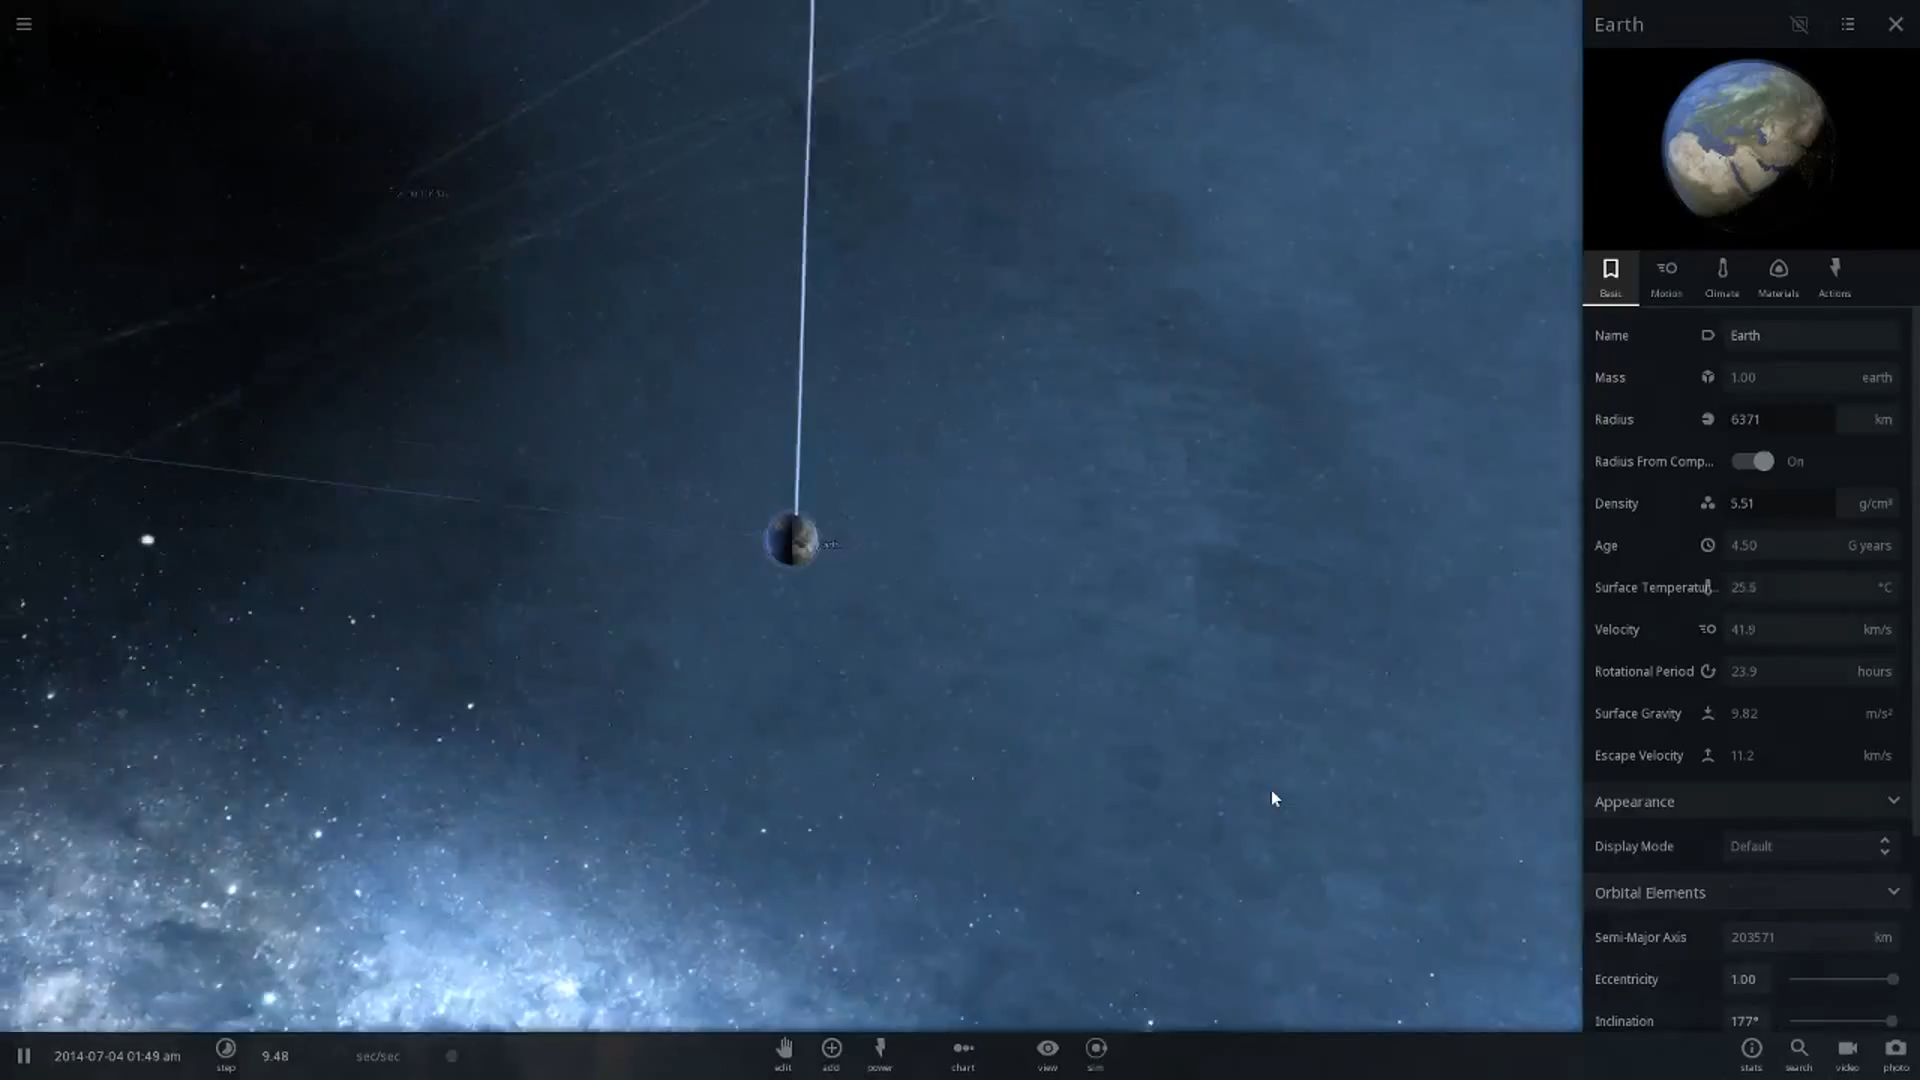 Earth
Basic
Motion
Climate
Materials
Actions
Name Earth
Mass 1.00 earth
Radius 6371 km
Radius From Comp... On
Density 5.51 g/cm³
Age 4.50 G years
Surface Temperatur... 25.5 °C
Velocity 41.9 km/s
Rotational Period 23.9 hours
Surface Gravity 9.82 m/s²
Escape Velocity 11.2 km/s
Appearance
Display Mode Default
Orbital Elements
Semi-Major Axis 203571 km
Eccentricity 1.00
Inclination 177°
2014-07-04 01:49 am
step
9.48 sec/sec
edit
add
power
chart
view
sim
stats
search
video
photo